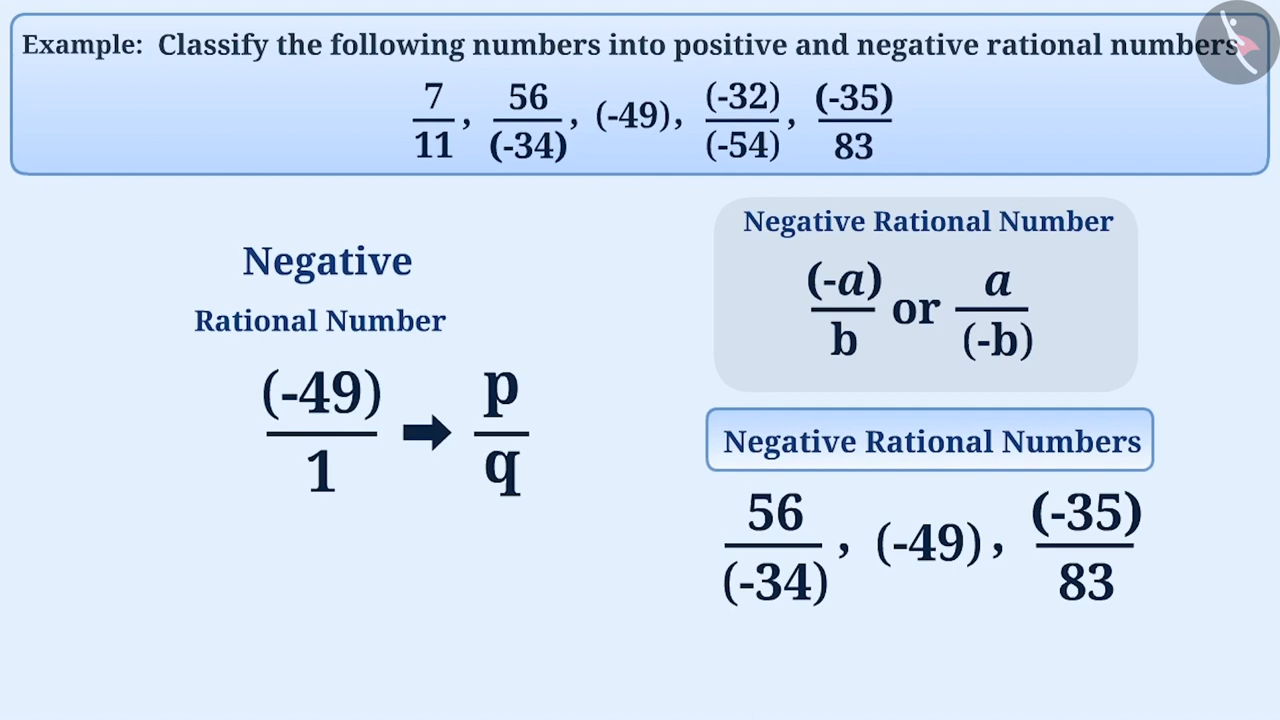 Example: Classify the following numbers into positive and negative rational numbers
7/11, 56/(-34), (-49), (-32)/(-54), (-35)/83
Negative
Rational Number
(-49)/1 ➡ p/q
Negative Rational Number
(-a)/b or a/(-b)
Negative Rational Numbers
56/(-34), (-49), (-35)/83